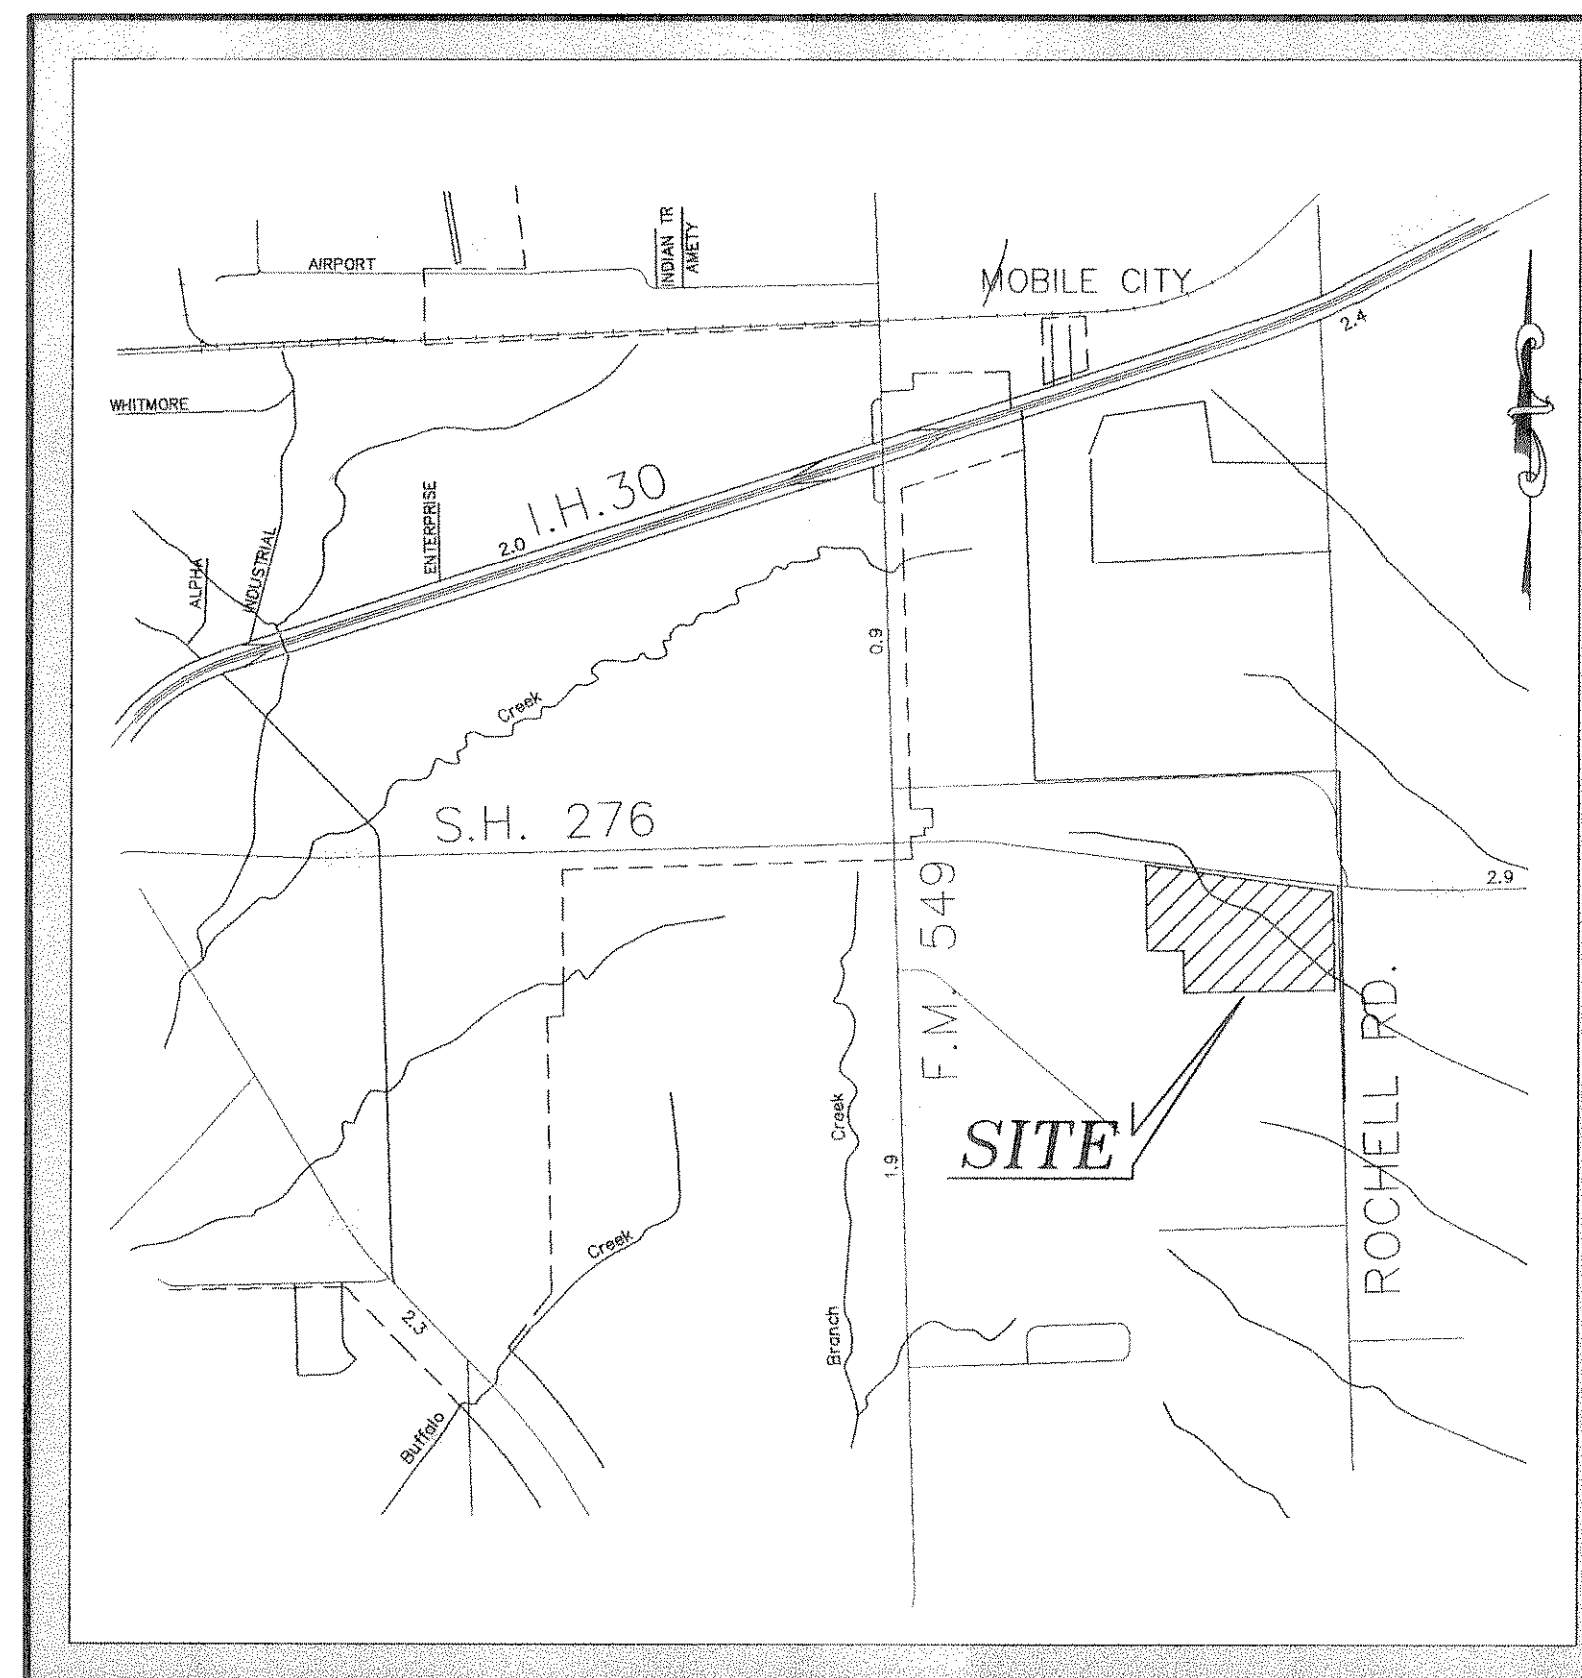 INDIAN TR
AMETY
AIRPORT
MOBILE CITY
2.4
WHITMORE
I.H.30
2.0
ENTERPRISE
INDUSTRIAL
ALPHA
0.9
Creek
S.H. 276
2.9
F.M. 549
ROCHELL RD.
SITE
Creek
1.9
Creek
Branch
2.3
Buffalo